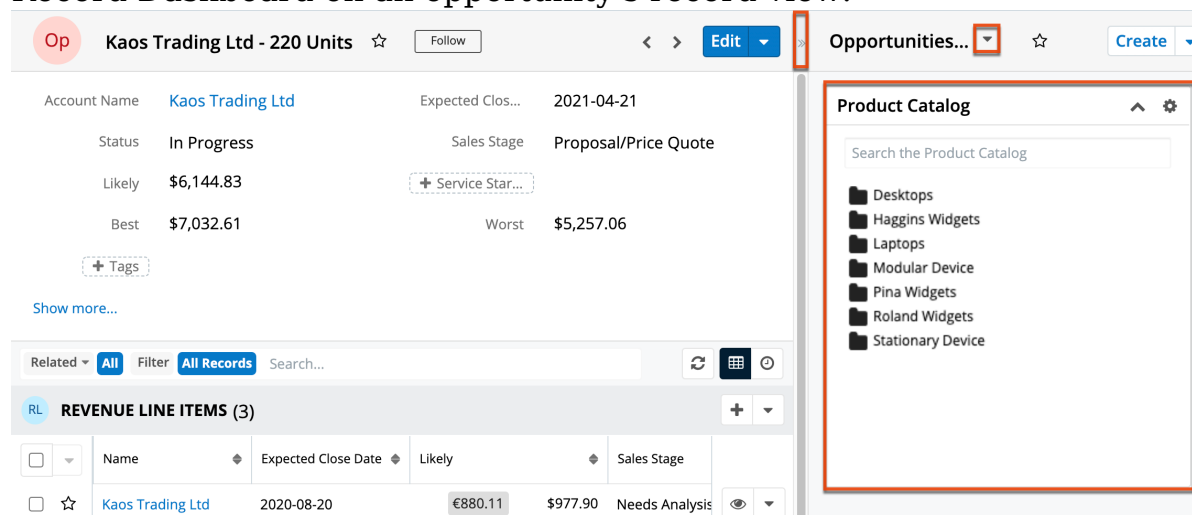 Record Dashboard on an opportunity's record view.
Op Kaos Trading Ltd - 220 Units Follow Edit
Account Name Kaos Trading Ltd Expected Clos... 2021-04-21
Status In Progress Sales Stage Proposal/Price Quote
Likely $6,144.83 + Service Star...
Best $7,032.61 Worst $5,257.06
+ Tags
Show more...
Related All Filter All Records Search...
RL REVENUE LINE ITEMS (3)
Name Expected Close Date Likely Sales Stage
Kaos Trading Ltd 2020-08-20 €880.11 $977.90 Needs Analysis
Opportunities... Create
Product Catalog
Search the Product Catalog
Desktops
Haggins Widgets
Laptops
Modular Device
Pina Widgets
Roland Widgets
Stationary Device